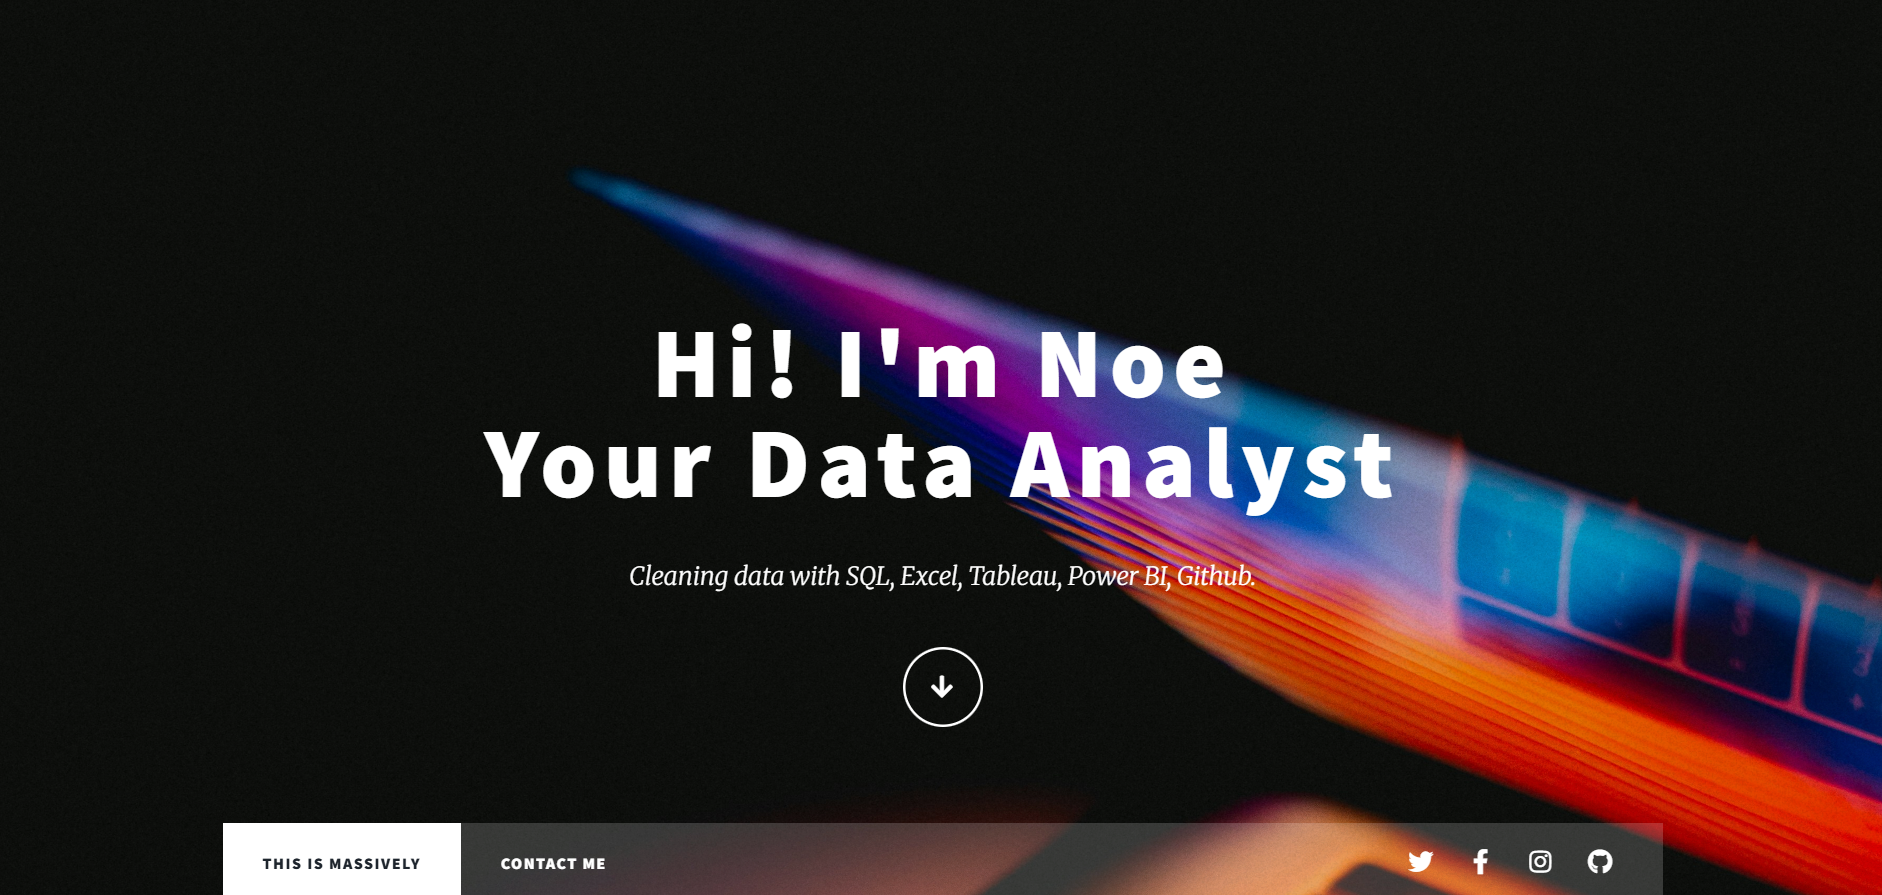 Hi! I'm Noe
Your Data Analyst
Cleaning data with SQL, Excel, Tableau, Power BI, Github.
THIS IS MASSIVELY
CONTACT ME